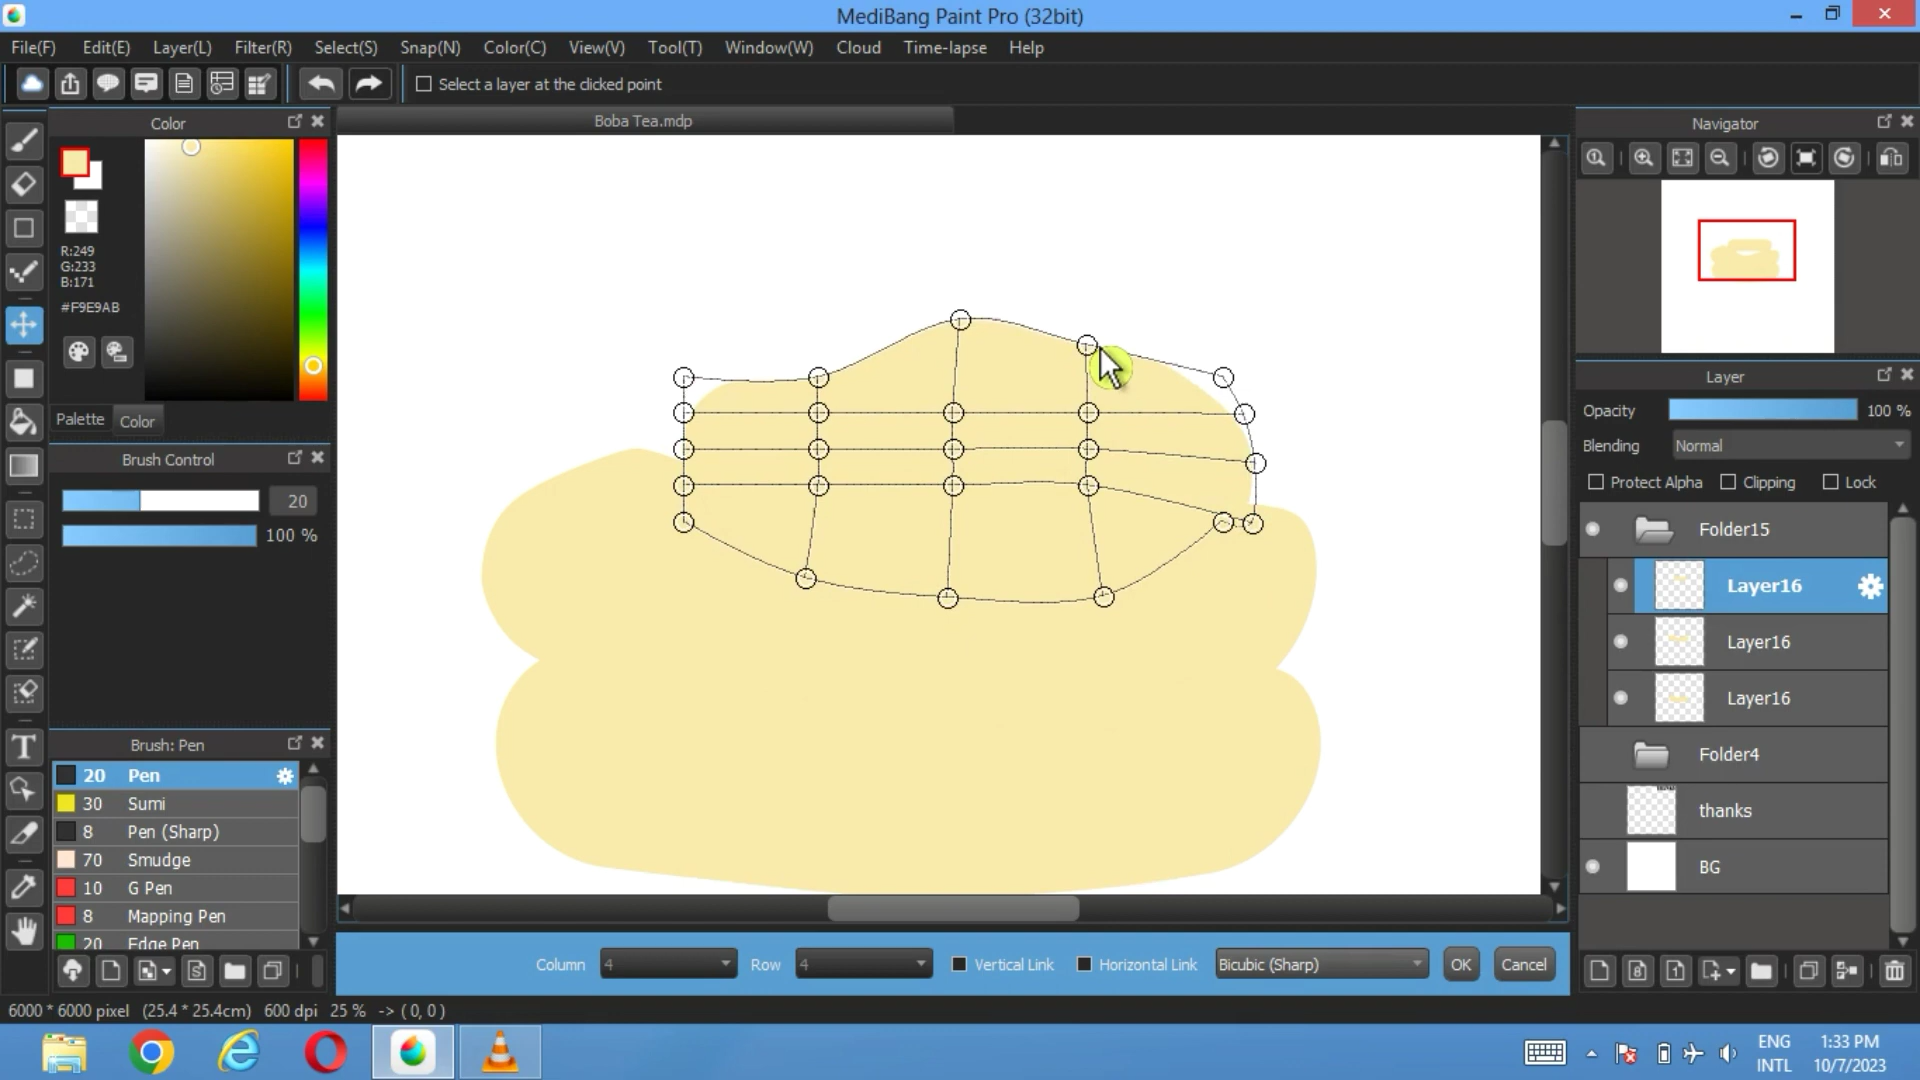 MediBang Paint Pro (32bit)
File(F) Edit(E) Layer(L) Filter(R) Select(S) Snap(N) Color(C) View(V) Tool(T) Window(W) Cloud Time-lapse Help
Select a layer at the clicked point
Color
Boba Tea.mdp
Navigator
R:249
G:233
B:171
#F9E9AB
Palette Color
Brush Control
20
100 %
Layer
Opacity 100 %
Blending Normal
Protect Alpha Clipping Lock
Folder15
Layer16
Layer16
Layer16
Folder4
thanks
BG
Brush: Pen
20 Pen
30 Sumi
8 Pen (Sharp)
70 Smudge
10 G Pen
8 Mapping Pen
20 Edge Pen
Column 4 Row 4 Vertical Link Horizontal Link Bicubic (Sharp) OK Cancel
6000 * 6000 pixel (25.4 * 25.4cm) 600 dpi 25 % -> ( 0, 0 )
ENG 1:33 PM
INTL 10/7/2023